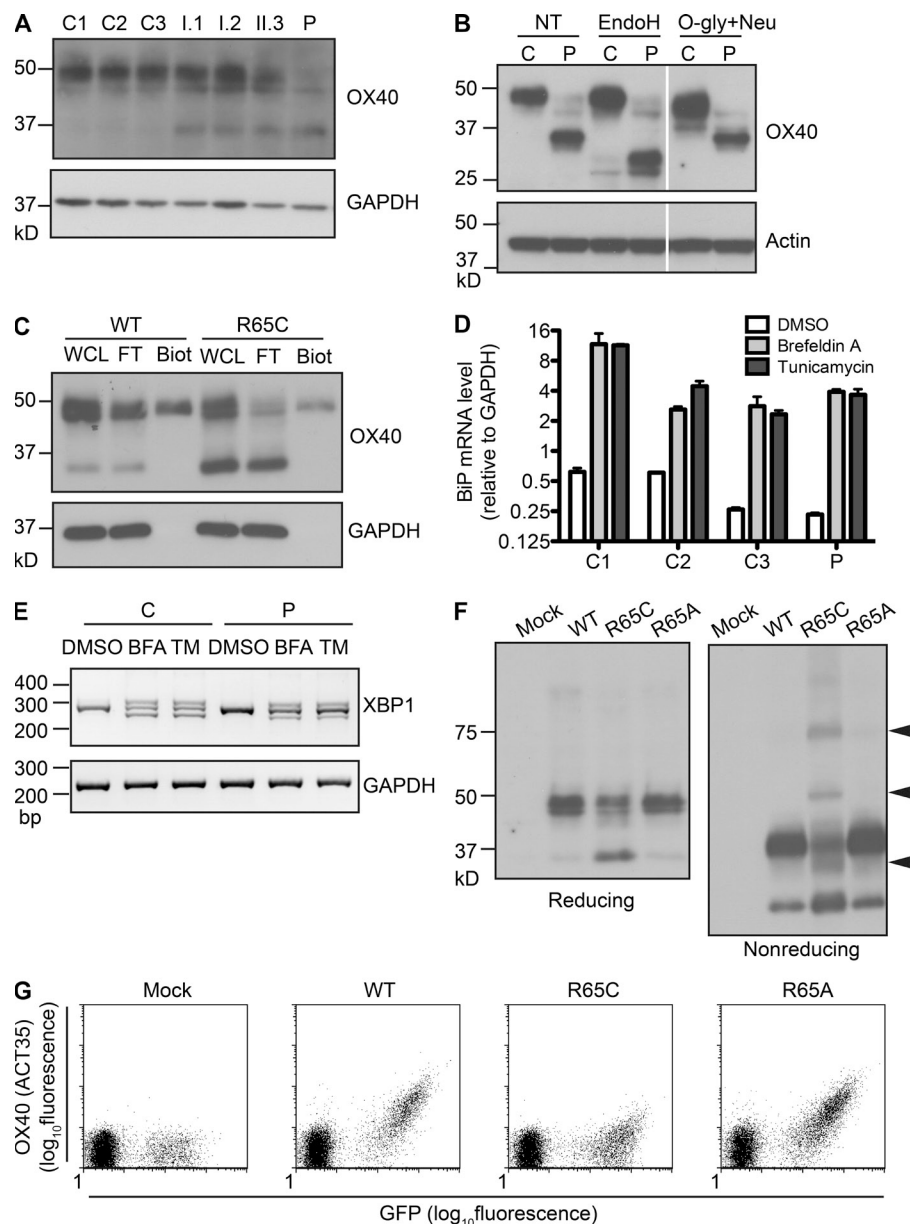 A
C1 C2 C3 I.1 I.2 II.3 P
50
OX40
37
37
GAPDH
kD
B
NT EndoH O-gly+Neu
C P C P C P
50
37
OX40
25
50
Actin
37
kD
C
WT R65C
WCL FT Biot WCL FT Biot
50
OX40
37
37
GAPDH
kD
D
DMSO
Brefeldin A
Tunicamycin
BiP mRNA level
(relative to GAPDH)
16
8
4
2
1
0.5
0.25
0.125
C1 C2 C3 P
E
C P
DMSO BFA TM DMSO BFA TM
400
300
XBP1
200
300
GAPDH
200
bp
F
Mock WT R65C R65A
75
50
37
kD
Reducing
Mock WT R65C R65A
Nonreducing
G
Mock WT R65C R65A
OX40 (ACT35)
(log10fluorescence)
1 1 1 1
GFP (log10fluorescence)